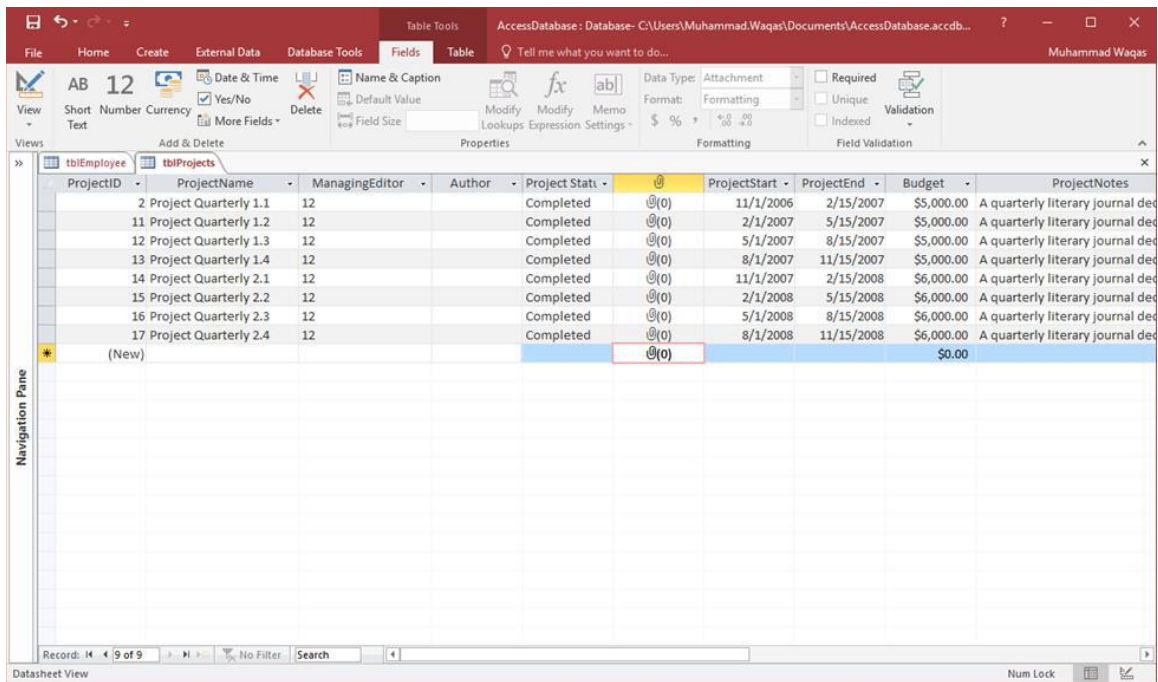 Table Tools AccessDatabase : Database- C:\Users\Muhammad.Waqas\Documents\AccessDatabase.accdb... ?
File Home Create External Data Database Tools Fields Table Tell me what you want to do... Muhammad Waqas
AB 12 Date & Time Name & Caption fx ab| Data Type: Attachment Required
View Short Text Number Currency Yes/No Delete Default Value Modify Lookups Modify Expression Memo Settings Format: Formatting Unique Validation
More Fields Field Size $ % , Indexed
Views Add & Delete Properties Formatting Field Validation
tblEmployee tblProjects
ProjectID ProjectName ManagingEditor Author Project Statu ProjectStart ProjectEnd Budget ProjectNotes
2 Project Quarterly 1.1 12 Completed (0) 11/1/2006 2/15/2007 $5,000.00 A quarterly literary journal dec
11 Project Quarterly 1.2 12 Completed (0) 2/1/2007 5/15/2007 $5,000.00 A quarterly literary journal dec
12 Project Quarterly 1.3 12 Completed (0) 5/1/2007 8/15/2007 $5,000.00 A quarterly literary journal dec
13 Project Quarterly 1.4 12 Completed (0) 8/1/2007 11/15/2007 $5,000.00 A quarterly literary journal dec
14 Project Quarterly 2.1 12 Completed (0) 11/1/2007 2/15/2008 $6,000.00 A quarterly literary journal dec
15 Project Quarterly 2.2 12 Completed (0) 2/1/2008 5/15/2008 $6,000.00 A quarterly literary journal dec
16 Project Quarterly 2.3 12 Completed (0) 5/1/2008 8/15/2008 $6,000.00 A quarterly literary journal dec
17 Project Quarterly 2.4 12 Completed (0) 8/1/2008 11/15/2008 $6,000.00 A quarterly literary journal dec
(New) (0) $0.00
Navigation Pane
Record: 9 of 9 No Filter Search
Datasheet View Num Lock